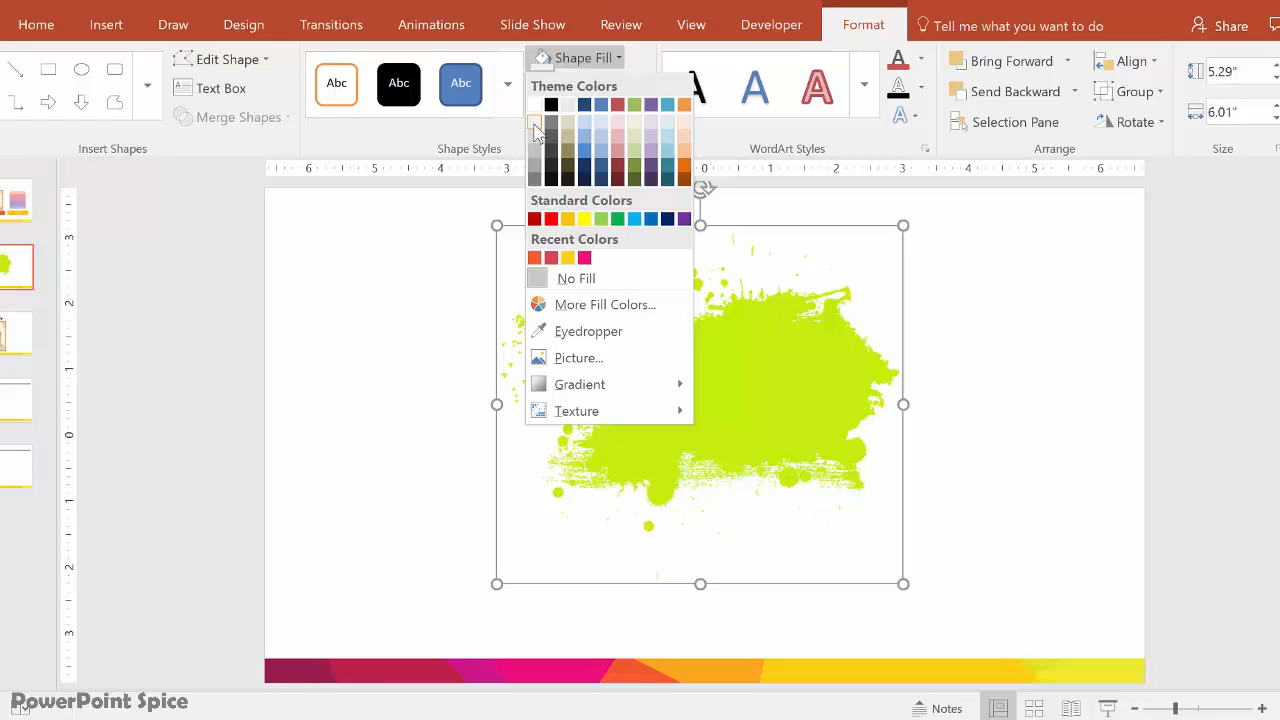 Home Insert Draw Design Transitions Animations Slide Show Review View Developer Format Tell me what you want to do Share
Edit Shape
Text Box
Merge Shapes
Insert Shapes
Abc Abc Abc
Shape Styles
Shape Fill
Theme Colors
Standard Colors
Recent Colors
No Fill
More Fill Colors...
Eyedropper
Picture...
Gradient
Texture
A A A
WordArt Styles
A
A
A
Bring Forward
Send Backward
Selection Pane
Align
Group
Rotate
Arrange
5.29"
6.01"
Size
6 5 4 3 0 1 2 3 4 5 6
3
2
0
2
3
PowerPoint Spice
Notes